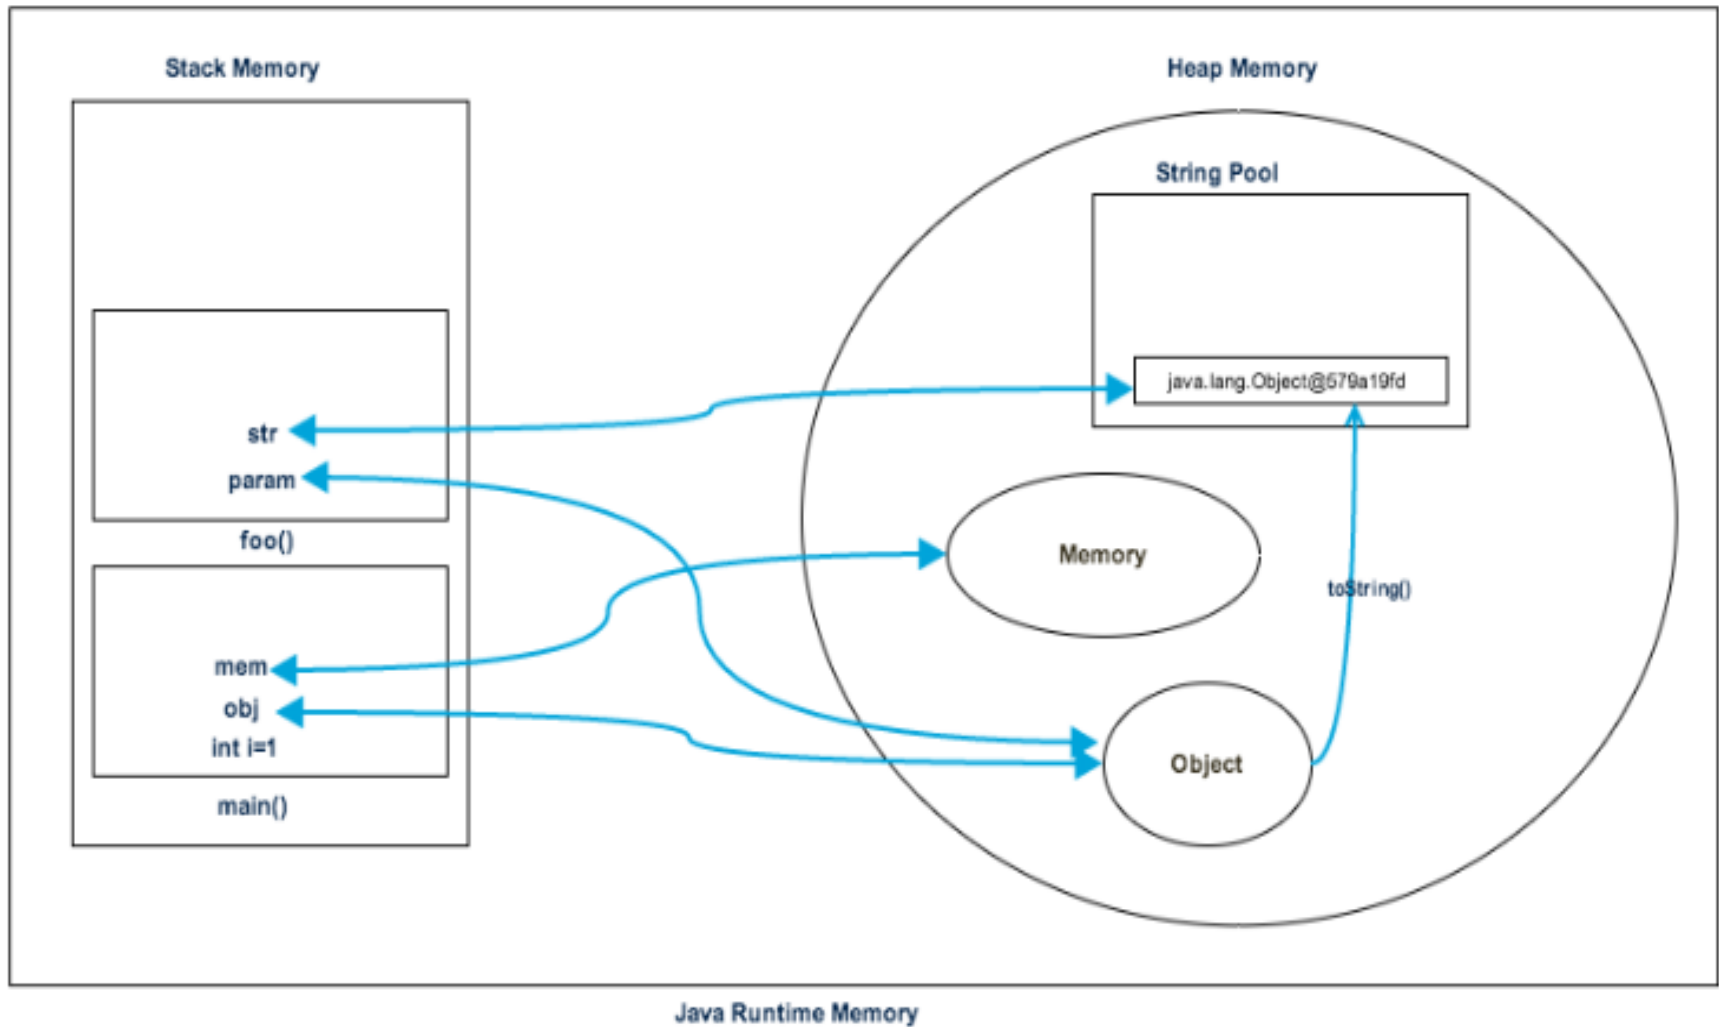 Stack Memory
Heap Memory
String Pool
java.lang.Object@579a19fd
str
param
foo()
Memory
toString()
mem
obj
int i=1
main()
Object
Java Runtime Memory